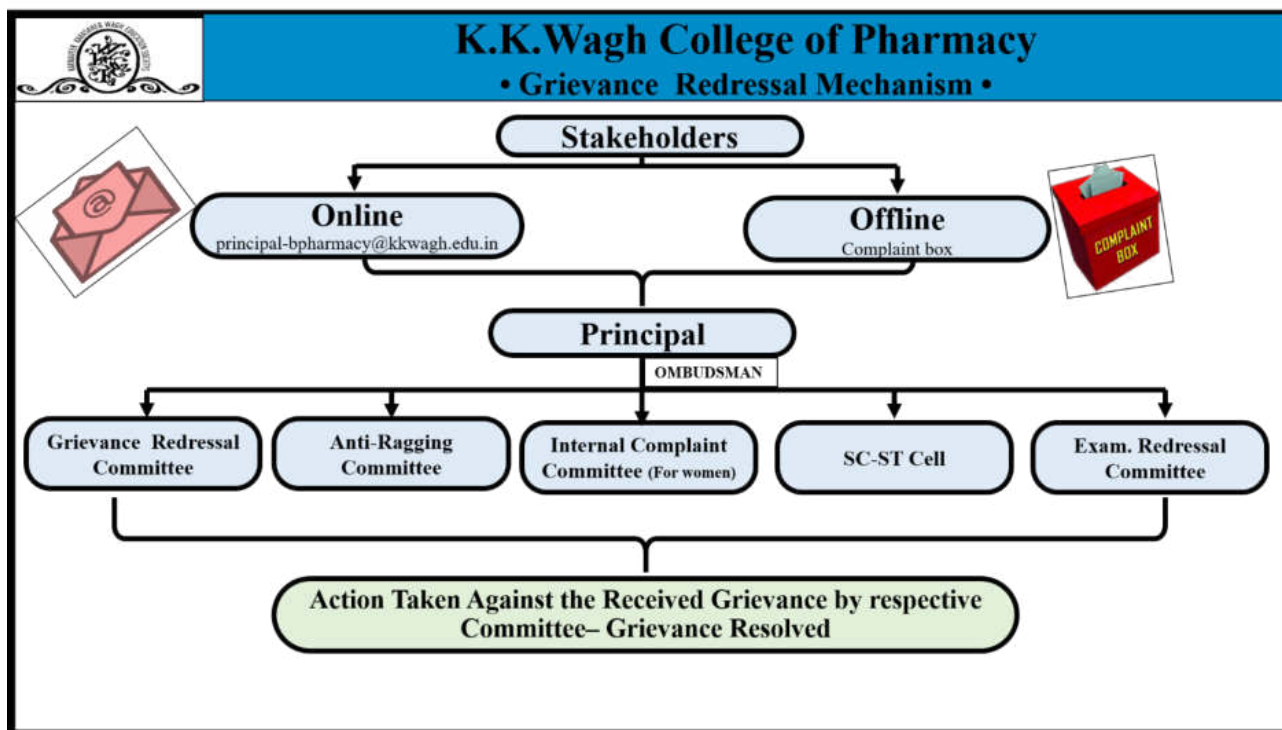 K.K.Wagh College of Pharmacy
• Grievance Redressal Mechanism •
Stakeholders
Online
principal-bpharmacy@kkwagh.edu.in
Offline
Complaint box
COMPLAINT
BOX
Principal
OMBUDSMAN
Grievance Redressal
Committee
Anti-Ragging
Committee
Internal Complaint
Committee (For women)
SC-ST Cell
Exam. Redressal
Committee
Action Taken Against the Received Grievance by respective
Committee– Grievance Resolved